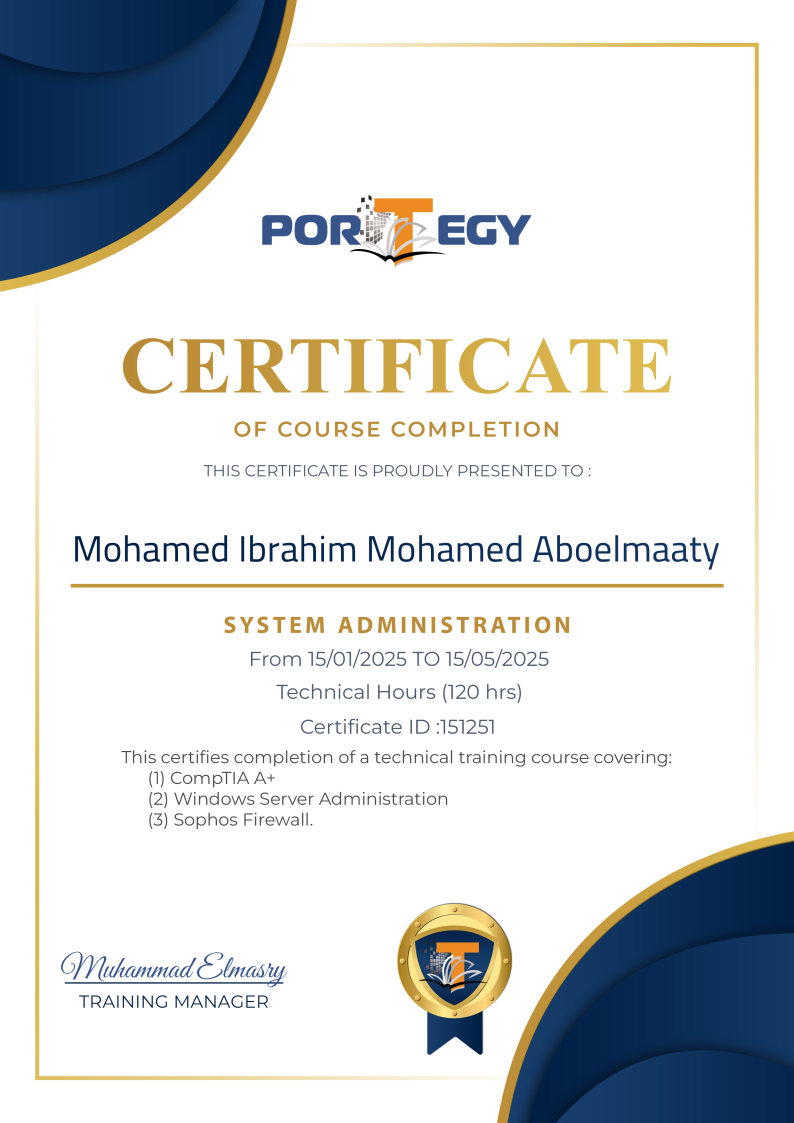 PORTEGY
CERTIFICATE
OF COURSE COMPLETION
THIS CERTIFICATE IS PROUDLY PRESENTED TO :
Mohamed Ibrahim Mohamed Aboelmaaty
SYSTEM ADMINISTRATION
From 15/01/2025 TO 15/05/2025
Technical Hours (120 hrs)
Certificate ID :151251
This certifies completion of a technical training course covering:
(1) CompTIA A+
(2) Windows Server Administration
(3) Sophos Firewall.
Muhammad Elmasry
TRAINING MANAGER
T